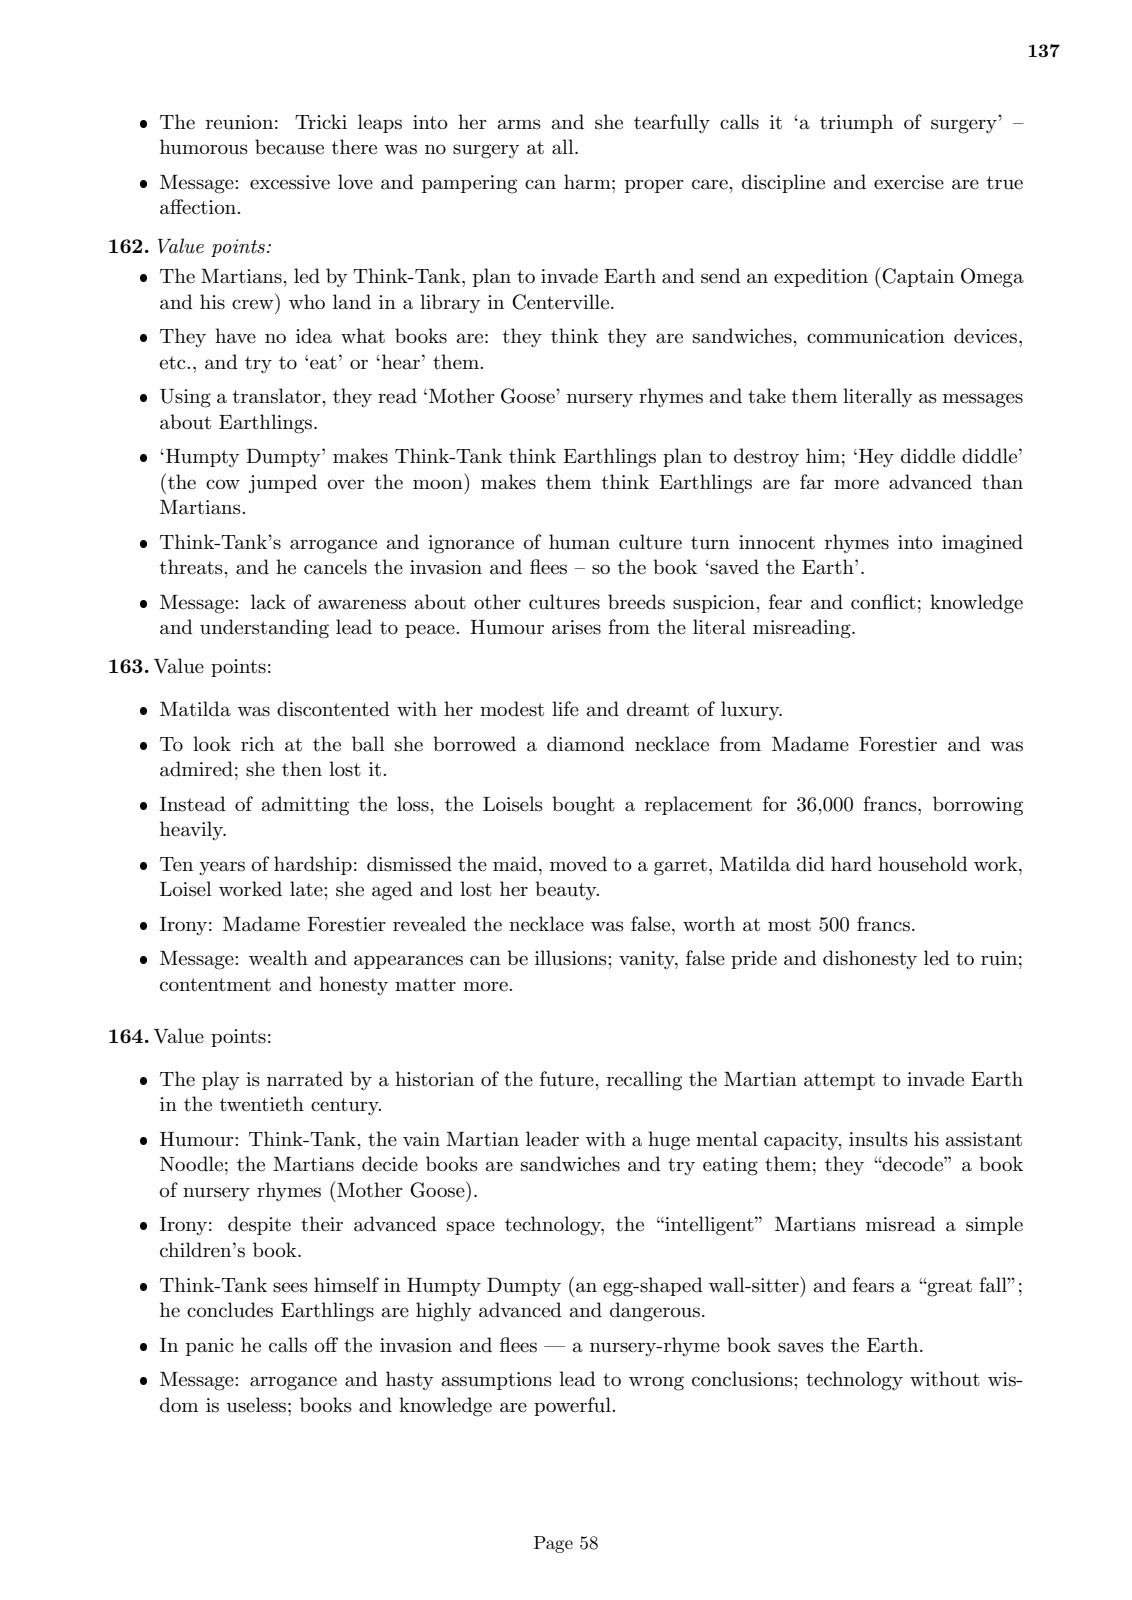 137
• The reunion: Tricki leaps into her arms and she tearfully calls it ‘a triumph of surgery’ –
humorous because there was no surgery at all.
• Message: excessive love and pampering can harm; proper care, discipline and exercise are true
affection.
162. Value points:
• The Martians, led by Think-Tank, plan to invade Earth and send an expedition (Captain Omega
and his crew) who land in a library in Centerville.
• They have no idea what books are: they think they are sandwiches, communication devices,
etc., and try to ‘eat’ or ‘hear’ them.
• Using a translator, they read ‘Mother Goose’ nursery rhymes and take them literally as messages
about Earthlings.
• ‘Humpty Dumpty’ makes Think-Tank think Earthlings plan to destroy him; ‘Hey diddle diddle’
(the cow jumped over the moon) makes them think Earthlings are far more advanced than
Martians.
• Think-Tank’s arrogance and ignorance of human culture turn innocent rhymes into imagined
threats, and he cancels the invasion and flees – so the book ‘saved the Earth’.
• Message: lack of awareness about other cultures breeds suspicion, fear and conflict; knowledge
and understanding lead to peace. Humour arises from the literal misreading.
163. Value points:
• Matilda was discontented with her modest life and dreamt of luxury.
• To look rich at the ball she borrowed a diamond necklace from Madame Forestier and was
admired; she then lost it.
• Instead of admitting the loss, the Loisels bought a replacement for 36,000 francs, borrowing
heavily.
• Ten years of hardship: dismissed the maid, moved to a garret, Matilda did hard household work,
Loisel worked late; she aged and lost her beauty.
• Irony: Madame Forestier revealed the necklace was false, worth at most 500 francs.
• Message: wealth and appearances can be illusions; vanity, false pride and dishonesty led to ruin;
contentment and honesty matter more.
164. Value points:
• The play is narrated by a historian of the future, recalling the Martian attempt to invade Earth
in the twentieth century.
• Humour: Think-Tank, the vain Martian leader with a huge mental capacity, insults his assistant
Noodle; the Martians decide books are sandwiches and try eating them; they “decode” a book
of nursery rhymes (Mother Goose).
• Irony: despite their advanced space technology, the “intelligent” Martians misread a simple
children’s book.
• Think-Tank sees himself in Humpty Dumpty (an egg-shaped wall-sitter) and fears a “great fall”;
he concludes Earthlings are highly advanced and dangerous.
• In panic he calls off the invasion and flees — a nursery-rhyme book saves the Earth.
• Message: arrogance and hasty assumptions lead to wrong conclusions; technology without wis-
dom is useless; books and knowledge are powerful.
Page 58